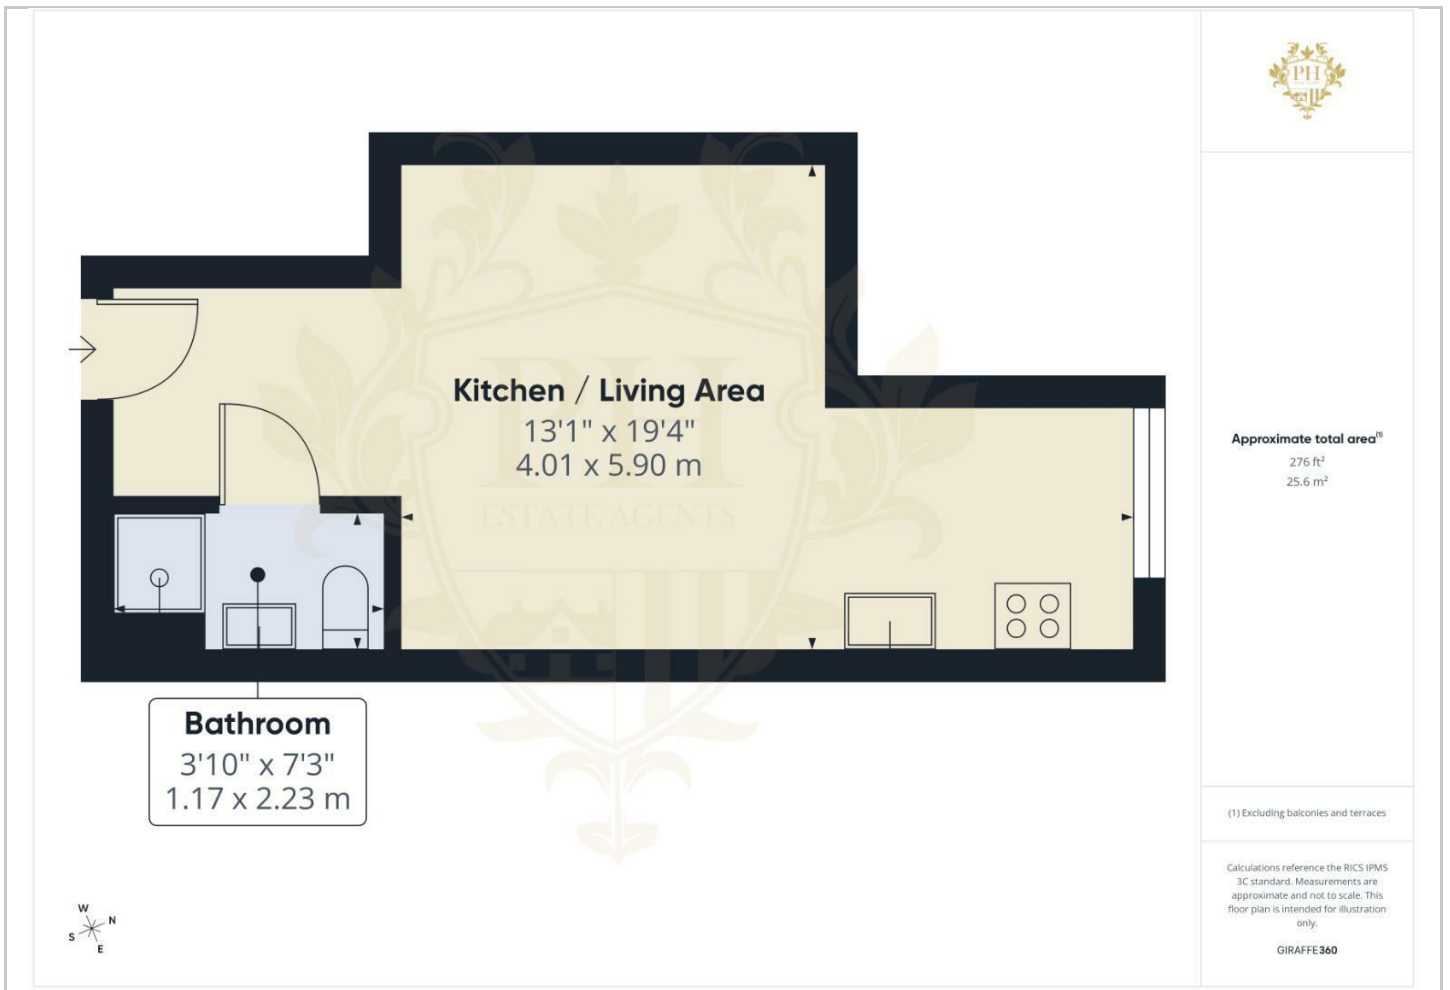 PH
Kitchen / Living Area
13'1" x 19'4"
4.01 x 5.90 m
PH
ESTATE AGENTS
Bathroom
3'10" x 7'3"
1.17 x 2.23 m
W
N
S
E
Approximate total area(1)
276 ft²
25.6 m²
(1) Excluding balconies and terraces
Calculations reference the RICS IPMS
3C standard. Measurements are
approximate and not to scale. This
floor plan is intended for illustration
only.
GIRAFFE360